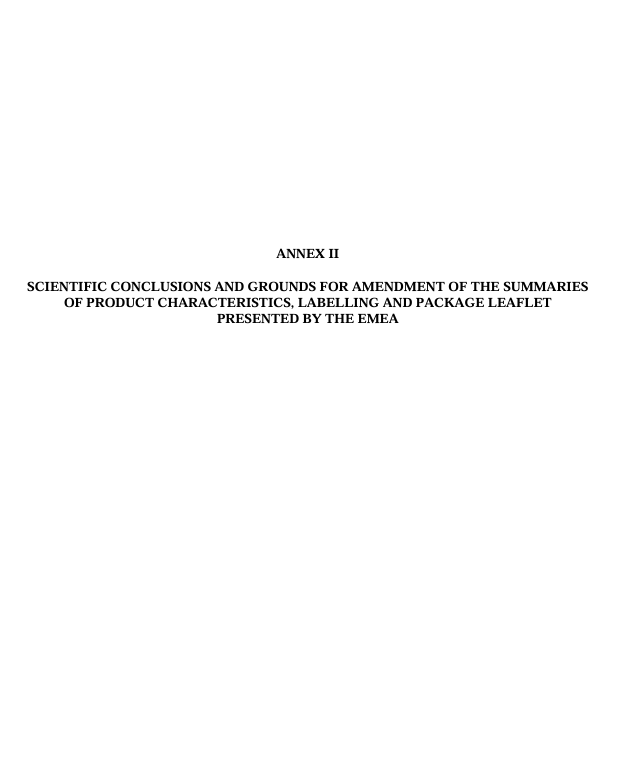 ANNEX II
SCIENTIFIC CONCLUSIONS AND GROUNDS FOR AMENDMENT OF THE SUMMARIES
OF PRODUCT CHARACTERISTICS, LABELLING AND PACKAGE LEAFLET
PRESENTED BY THE EMEA